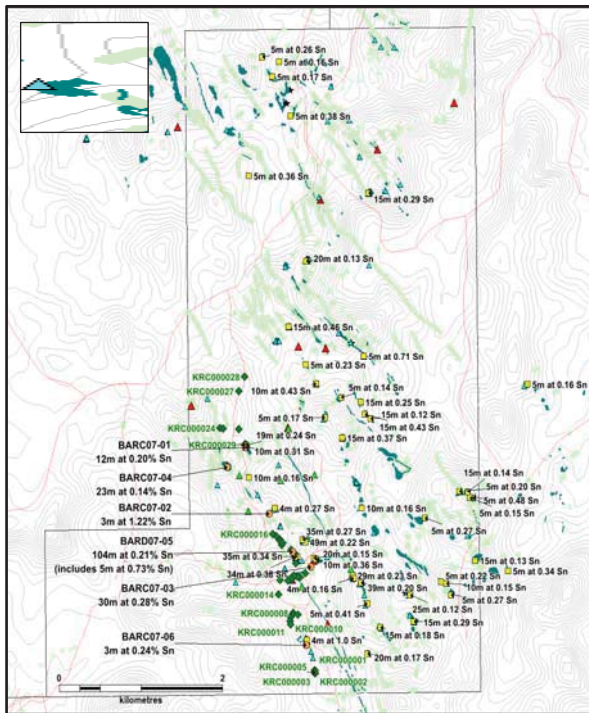 5m at 0.26 Sn
5m at 0.16 Sn
5m at 0.17 Sn
5m at 0.38 Sn
5m at 0.36 Sn
15m at 0.29 Sn
20m at 0.13 Sn
15m at 0.46 Sn
5m at 0.71 Sn
5m at 0.23 Sn
KRC000028
KRC000027
10m at 0.43 Sn
5m at 0.16 Sn
5m at 0.14 Sn
15m at 0.25 Sn
15m at 0.12 Sn
5m at 0.17 Sn
15m at 0.43 Sn
KRC000024
19m at 0.24 Sn
15m at 0.37 Sn
KRC000029
BARC07-01
12m at 0.20% Sn
10m at 0.31 Sn
BARC07-04
23m at 0.14% Sn
10m at 0.16 Sn
15m at 0.14 Sn
5m at 0.20 Sn
5m at 0.48 Sn
5m at 0.15 Sn
BARC07-02
3m at 1.22% Sn
4m at 0.27 Sn
10m at 0.16 Sn
5m at 0.27 Sn
KRC000016
35m at 0.27 Sn
49m at 0.22 Sn
BARD07-05
104m at 0.21% Sn
(includes 5m at 0.73% Sn)
35m at 0.34 Sn
20m at 0.15 Sn
10m at 0.36 Sn
15m at 0.13 Sn
5m at 0.34 Sn
34m at 0.38 Sn
29m at 0.23 Sn
5m at 0.22 Sn
BARC07-03
30m at 0.28% Sn
4m at 0.16 Sn
39m at 0.20 Sn
10m at 0.15 Sn
5m at 0.27 Sn
KRC000014
KRC000008
5m at 0.41 Sn
25m at 0.12 Sn
15m at 0.29 Sn
KRC000010
KRC000011
15m at 0.18 Sn
BARC07-06
3m at 0.24% Sn
4m at 1.0 Sn
20m at 0.17 Sn
KRC000001
KRC000005
KRC000003
KRC000002
0 2
kilometres